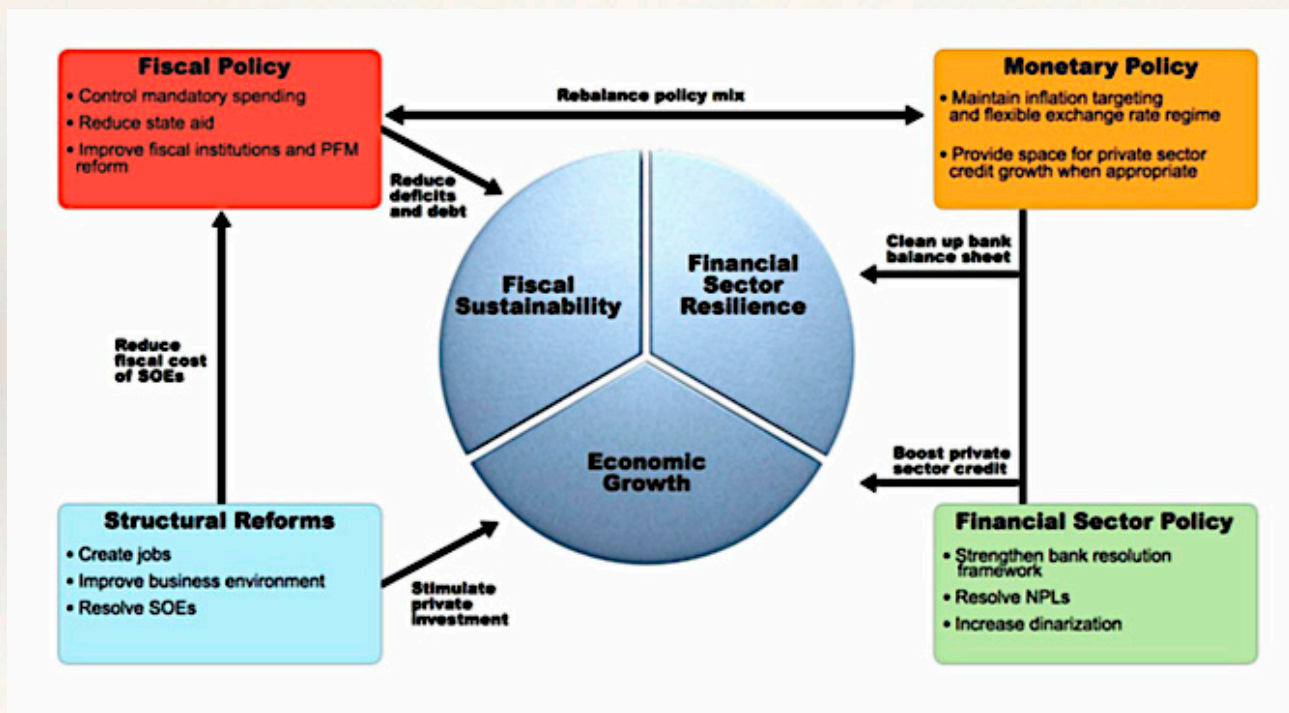 Fiscal Policy
• Control mandatory spending
• Reduce state aid
• Improve fiscal institutions and PFM
reform
Rebalance policy mix
Monetary Policy
• Maintain inflation targeting
and flexible exchange rate regime
• Provide space for private sector
credit growth when appropriate
Reduce
deficits
and debt
Clean up bank
balance sheet
Fiscal
Sustainability
Financial
Sector
Resilience
Economic
Growth
Reduce
fiscal cost
of SOEs
Boost private
sector credit
Structural Reforms
• Create jobs
• Improve business environment
• Resolve SOEs
Stimulate
private
investment
Financial Sector Policy
• Strengthen bank resolution
framework
• Resolve NPLs
• Increase dinarization